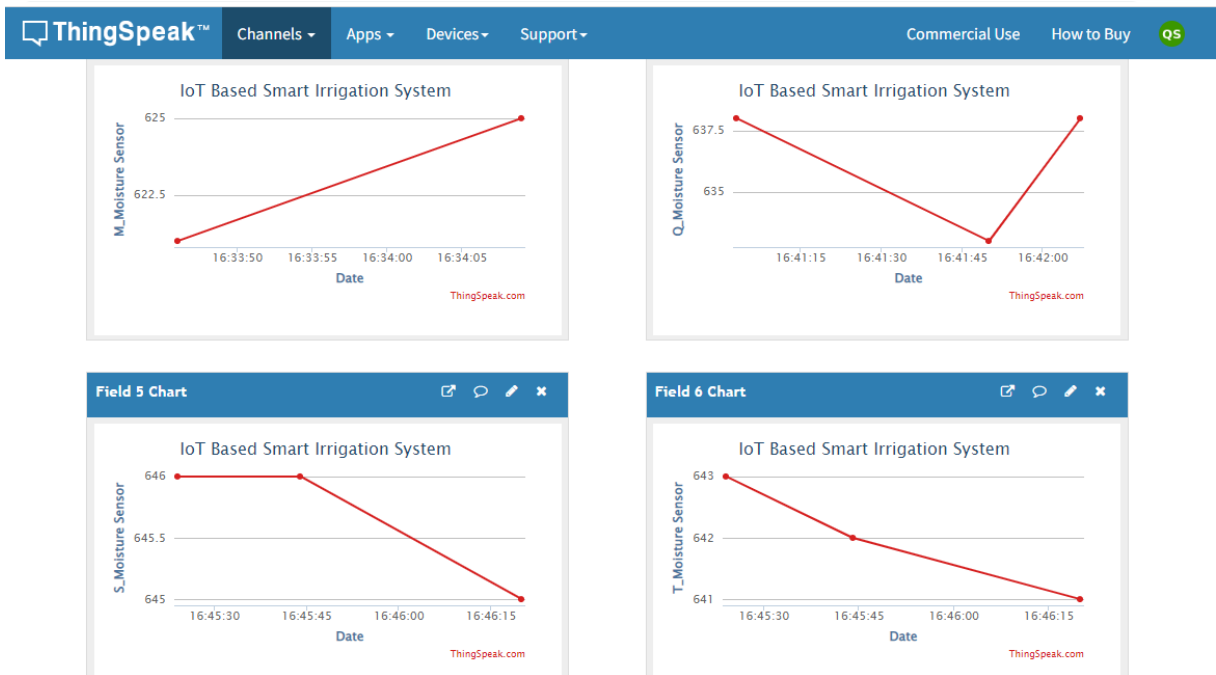 ThingSpeak™ Channels Apps Devices Support Commercial Use How to Buy QS
IoT Based Smart Irrigation System
M_Moisture Sensor
625
622.5
16:33:50 16:33:55 16:34:00 16:34:05
Date
ThingSpeak.com
IoT Based Smart Irrigation System
Q_Moisture Sensor
637.5
635
16:41:15 16:41:30 16:41:45 16:42:00
Date
ThingSpeak.com
Field 5 Chart
IoT Based Smart Irrigation System
S_Moisture Sensor
646
645.5
645
16:45:30 16:45:45 16:46:00 16:46:15
Date
ThingSpeak.com
Field 6 Chart
IoT Based Smart Irrigation System
T_Moisture Sensor
643
642
641
16:45:30 16:45:45 16:46:00 16:46:15
Date
ThingSpeak.com